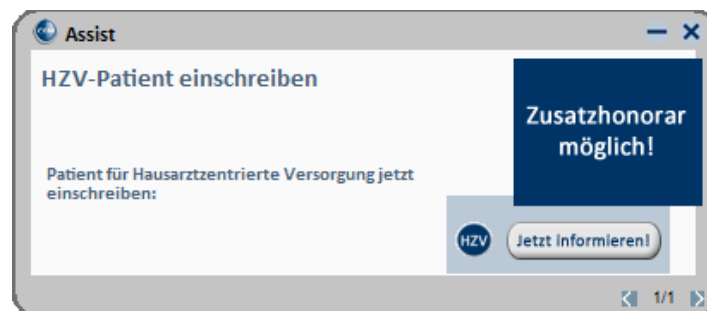 Assist
HZV-Patient einschreiben
Zusatzhonorar
möglich!
Patient für Hausarztzentrierte Versorgung jetzt
einschreiben:
HZV
Jetzt informieren!
1/1